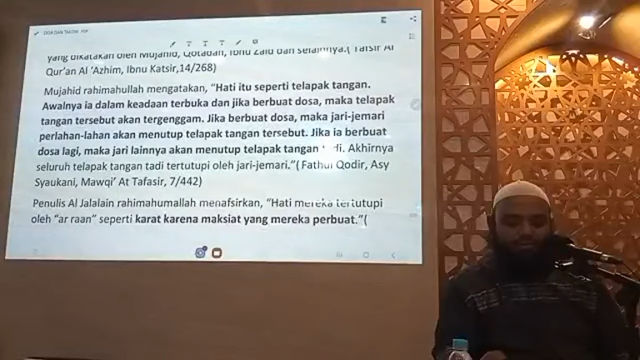 DOA DAN TAKDIR .PDF
yang dikatakan oleh Mujahid, Qotadah, Ibnu Zaid dan selainnya.( Tafsir Al
Qur'an Al 'Azhim, Ibnu Katsir,14/268)
Mujahid rahimahullah mengatakan, "Hati itu seperti telapak tangan.
Awalnya ia dalam keadaan terbuka dan jika berbuat dosa, maka telapak
tangan tersebut akan tergenggam. Jika berbuat dosa, maka jari-jemari
perlahan-lahan akan menutup telapak tangan tersebut. Jika ia berbuat
dosa lagi, maka jari lainnya akan menutup telapak tangan tadi. Akhirnya
seluruh telapak tangan tadi tertutupi oleh jari-jemari."( Fathul Qodir, Asy
Syaukani, Mawqi' At Tafasir, 7/442)
Penulis Al Jalalain rahimahumallah menafsirkan, "Hati mereka tertutupi
oleh "ar raan" seperti karat karena maksiat yang mereka perbuat."(